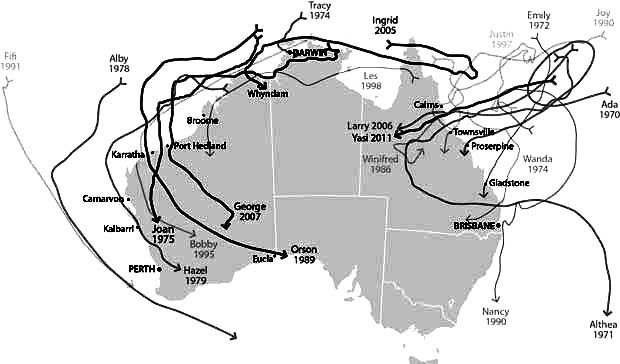 Tracy
1974
Ingrid
2005
Emily
1972
Joy
1990
Justin
1997
Fifi
1991
Alby
1978
DARWIN
Les
1998
Whyndam
Cairns
Ada
1970
Broome
Larry 2006
Yasi 2011
Townsville
Proserpine
Karratha
Port Hedland
Winifred
1986
Wanda
1974
Gladstone
Carnarvon
Kalbarri
Joan
1975
George
2007
BRISBANE
Bobby
1995
Eucla
Orson
1989
PERTH
Hazel
1979
Nancy
1990
Althea
1971